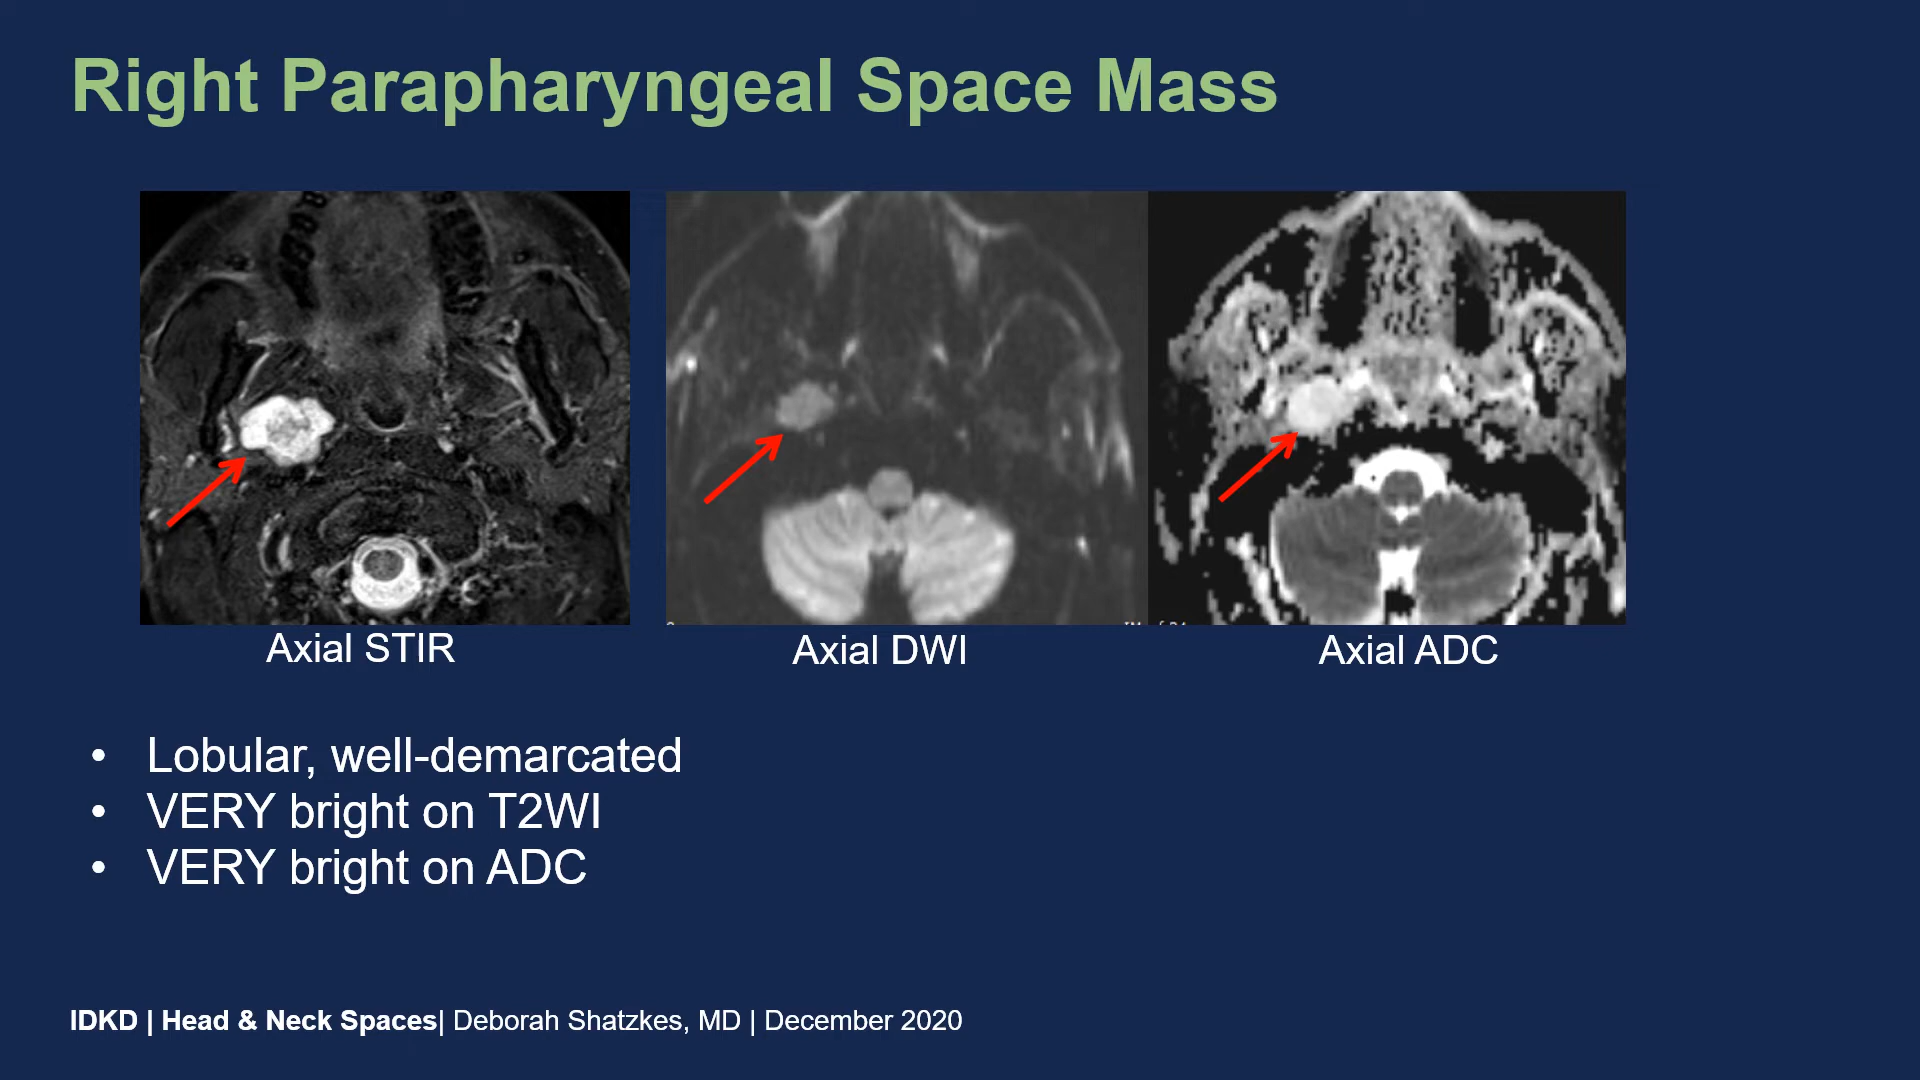 Right Parapharyngeal Space Mass
Axial STIR
Axial DWI
Axial ADC
• Lobular, well-demarcated
• VERY bright on T2WI
• VERY bright on ADC
IDKD | Head & Neck Spaces| Deborah Shatzkes, MD | December 2020